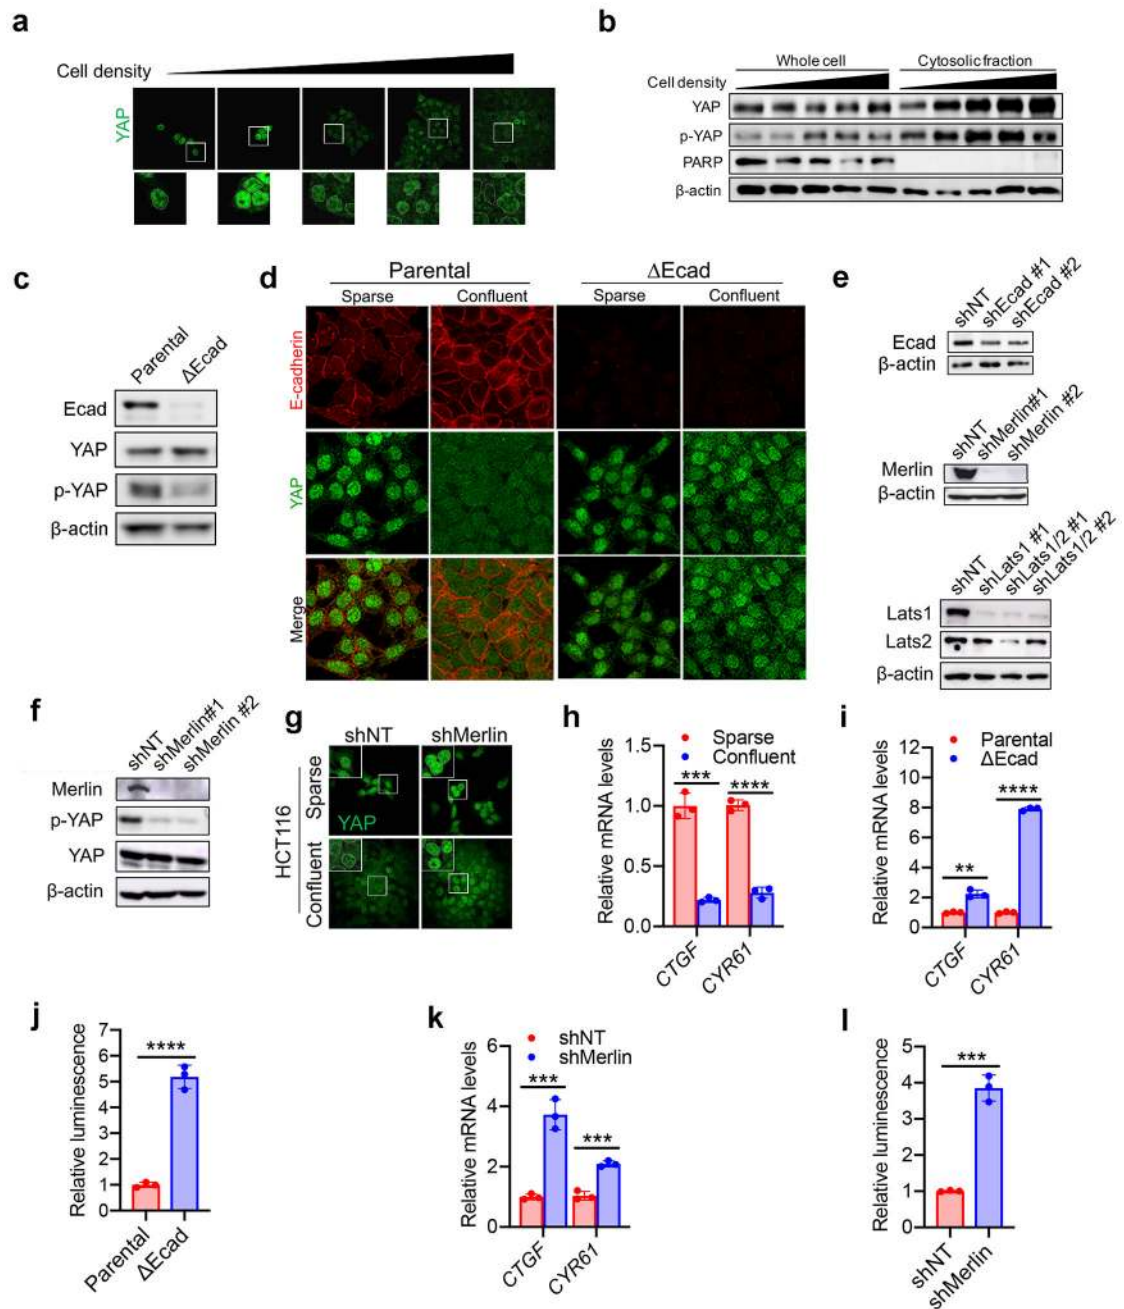 a
Cell density
YAP
b
Whole cell Cytosolic fraction
Cell density
YAP
p-YAP
PARP
β-actin
c
Parental ΔEcad
Ecad
YAP
p-YAP
β-actin
d
Parental ΔEcad
Sparse Confluent Sparse Confluent
E-cadherin
YAP
Merge
e
shNT shEcad #1 shEcad #2
Ecad
β-actin
shNT shMerlin#1 shMerlin #2
Merlin
β-actin
shNT shLats1 #1 shLats1/2 #1 shLats1/2 #2
Lats1
Lats2
β-actin
f
shNT shMerlin#1 shMerlin #2
Merlin
p-YAP
YAP
β-actin
g
shNT shMerlin
HCT116
Sparse
YAP
Confluent
h
Sparse
Confluent
Relative mRNA levels
1.5
1.0
0.5
0.0
*** ****
CTGF CYR61
i
Parental
ΔEcad
Relative mRNA levels
12
10
8
6
4
2
0
** ****
CTGF CYR61
j
Relative luminescence
7
6
5
4
3
2
1
0
****
Parental ΔEcad
k
shNT
shMerlin
Relative mRNA levels
6
4
2
0
*** ***
CTGF CYR61
l
Relative luminescence
5
4
3
2
1
0
***
shNT shMerlin